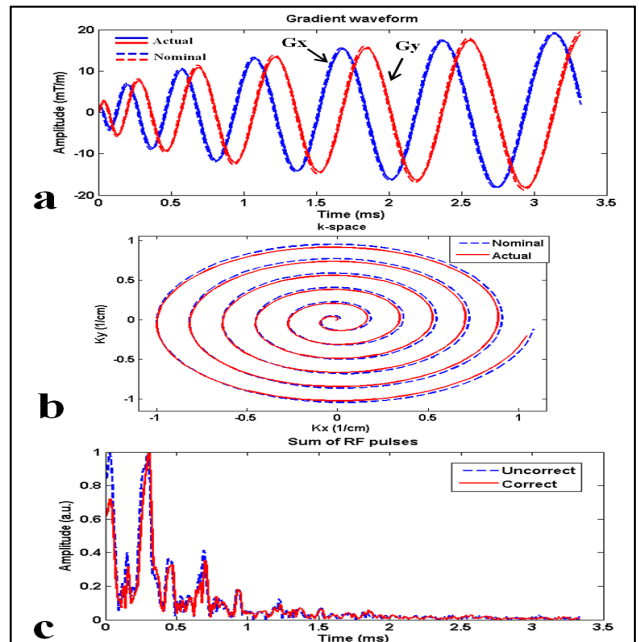 Gradient waveform
Actual
Nominal
Gx
Gy
Amplitude (mT/m)
20
10
0
-10
-20
0
0.5
1
1.5
2
2.5
3
3.5
Time (ms)
a
k-space
Nominal
Actual
Ky (1/cm)
1
0.5
0
-0.5
-1
-1
-0.5
0
0.5
1
Kx (1/cm)
b
Sum of RF pulses
Uncorrect
Correct
Amplitude (a.u.)
1
0.8
0.6
0.4
0.2
0
0
0.5
1
1.5
2
2.5
3
3.5
Time (ms)
c